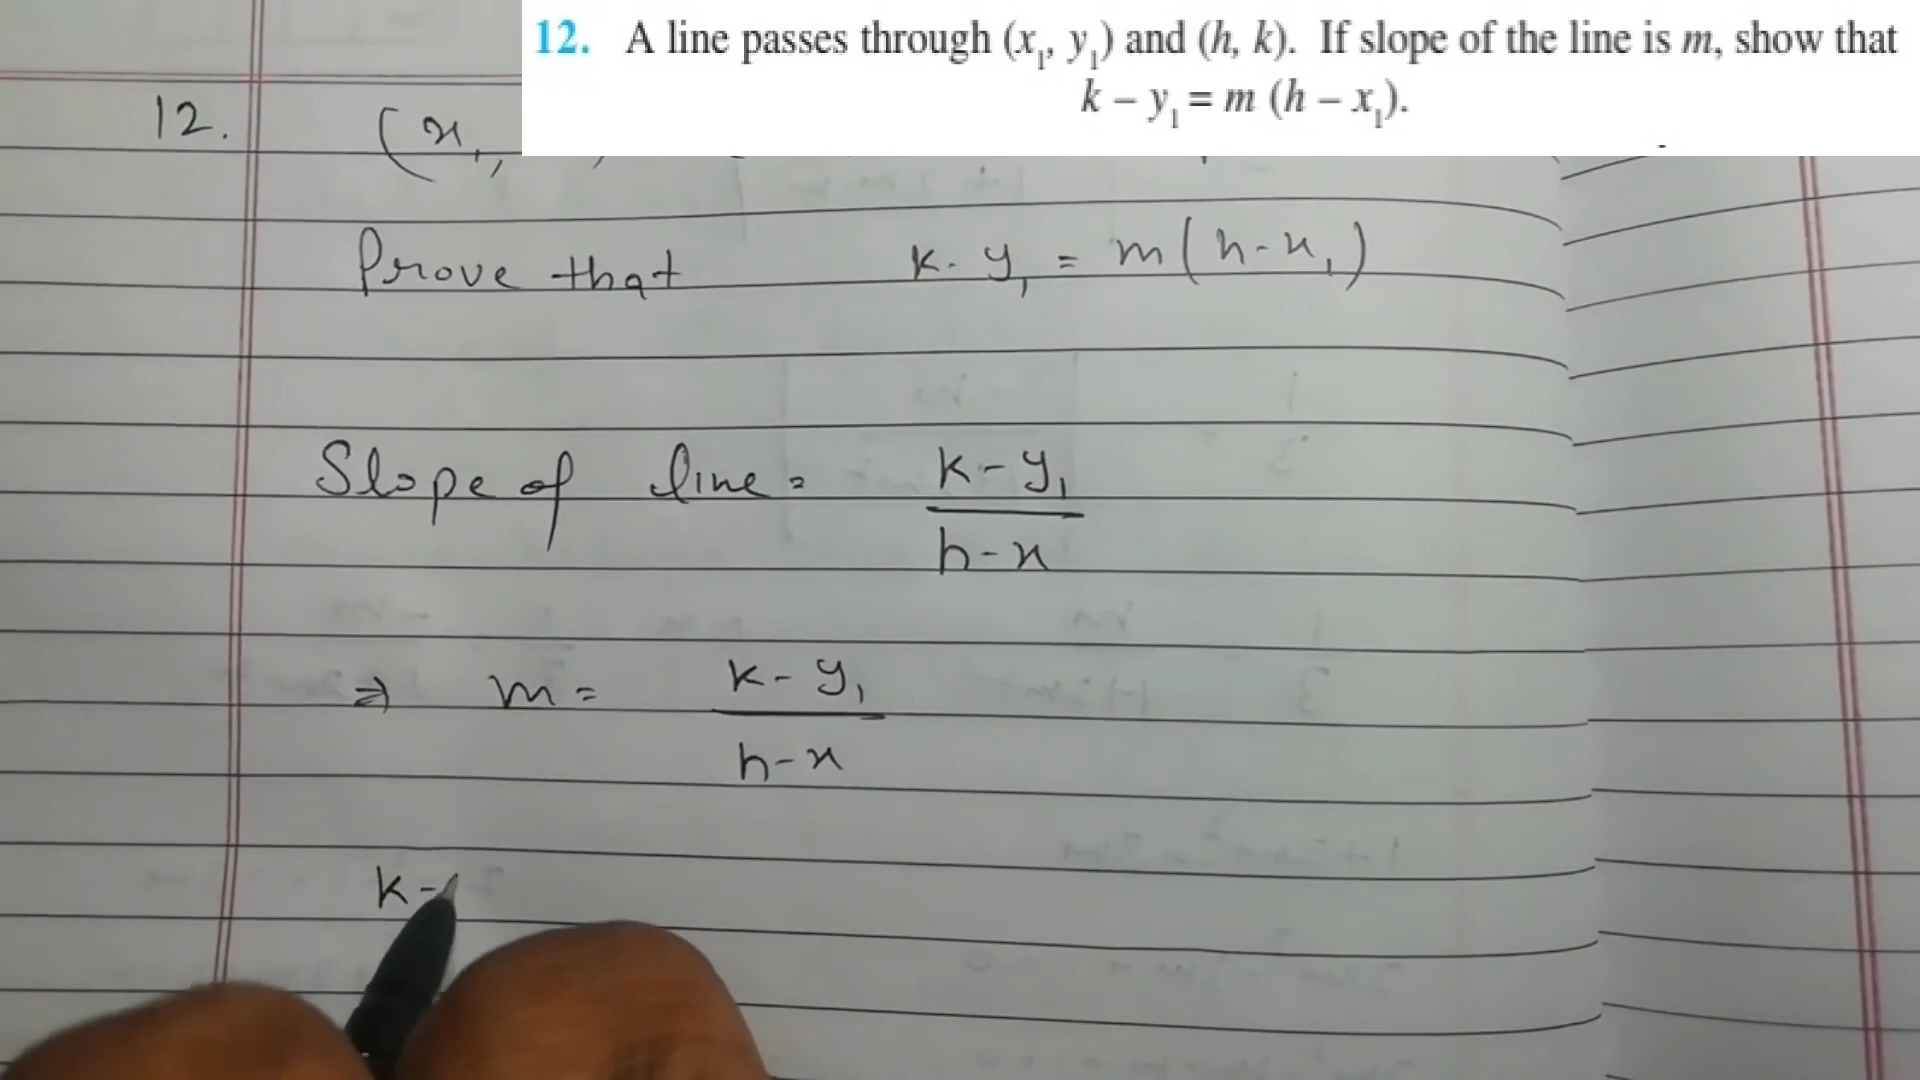 12. A line passes through (x₁, y₁) and (h, k). If slope of the line is m, show that
k – y₁ = m (h – x₁).
12. (x₁,
Prove that k - y₁ = m(h-x₁)
Slope of line = k-y₁
h-x
⇒ m = k-y₁
h-x
k-